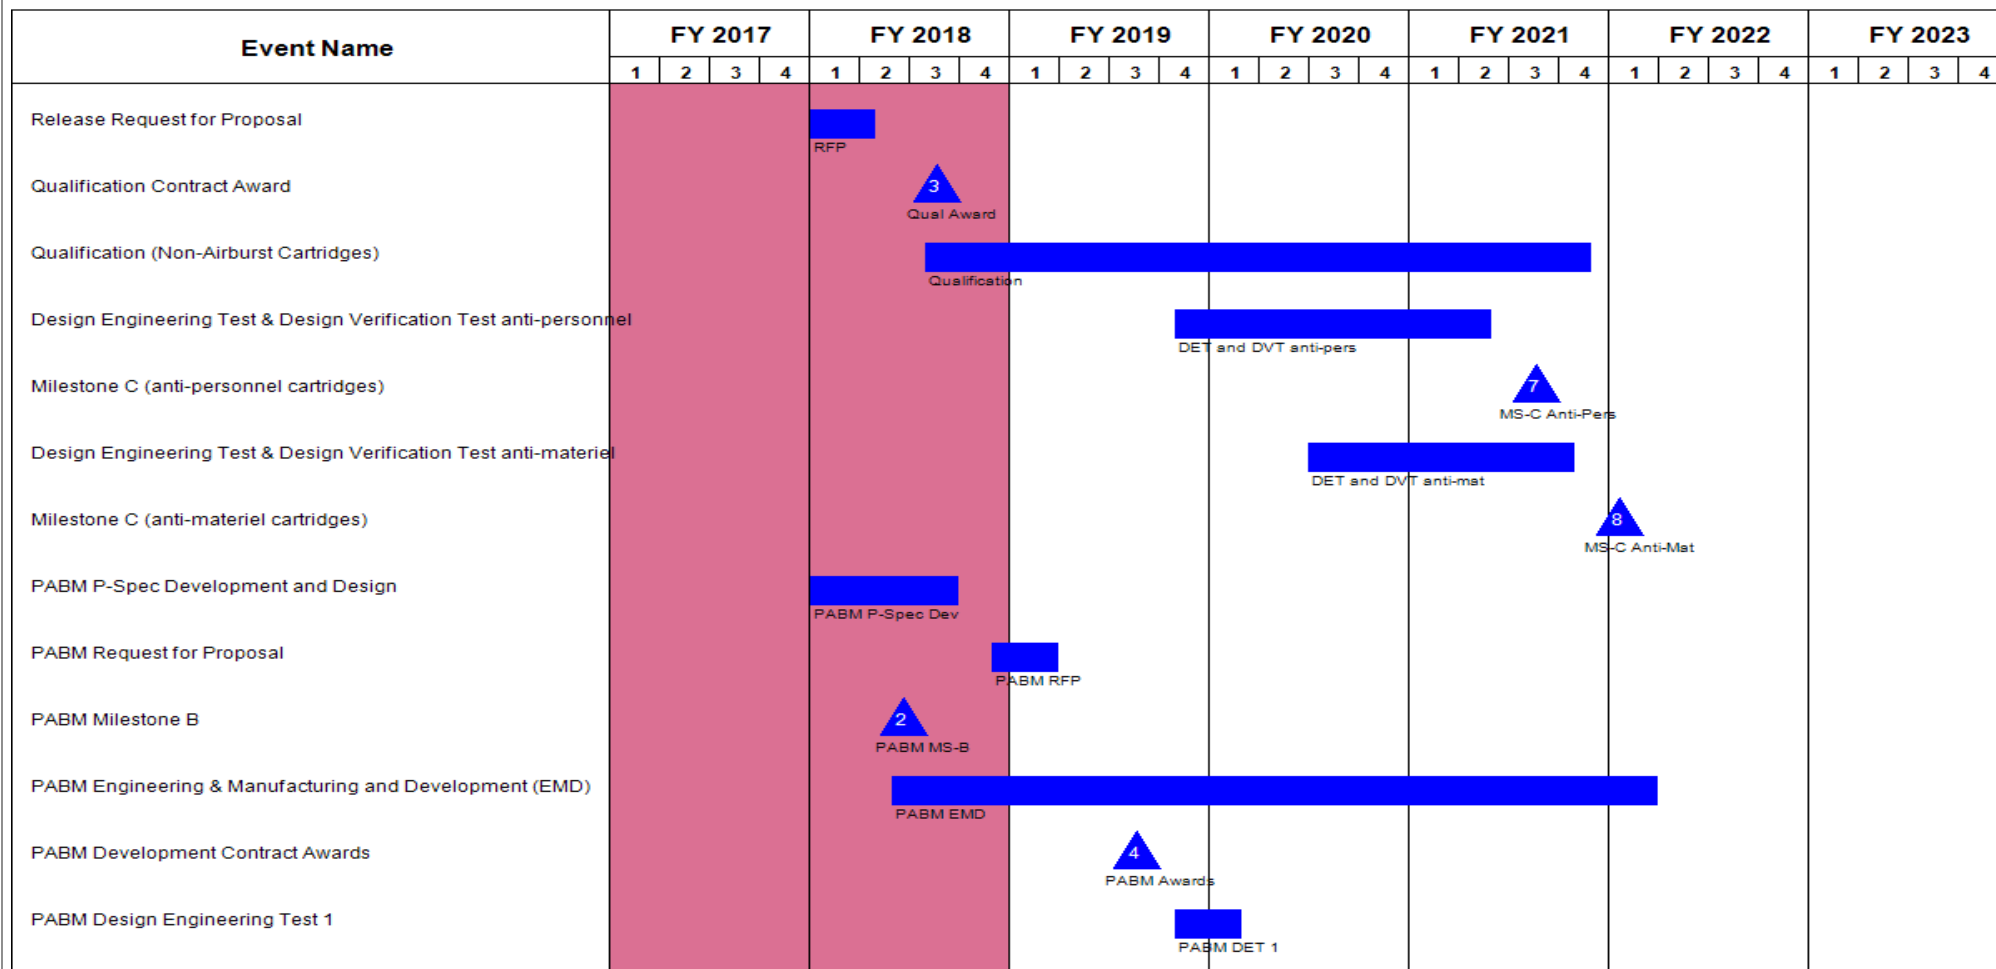 Event Name
FY 2017 FY 2018 FY 2019 FY 2020 FY 2021 FY 2022 FY 2023
1 2 3 4 1 2 3 4 1 2 3 4 1 2 3 4 1 2 3 4 1 2 3 4 1 2 3 4
Release Request for Proposal
RFP
Qualification Contract Award
3
Qual Award
Qualification (Non-Airburst Cartridges)
Qualification
Design Engineering Test & Design Verification Test anti-personnel
DET and DVT anti-pers
Milestone C (anti-personnel cartridges)
7
MS-C Anti-Pers
Design Engineering Test & Design Verification Test anti-materiel
DET and DVT anti-mat
Milestone C (anti-materiel cartridges)
8
MS-C Anti-Mat
PABM P-Spec Development and Design
PABM P-Spec Dev
PABM Request for Proposal
PABM RFP
PABM Milestone B
2
PABM MS-B
PABM Engineering & Manufacturing and Development (EMD)
PABM EMD
PABM Development Contract Awards
4
PABM Awards
PABM Design Engineering Test 1
PABM DET 1